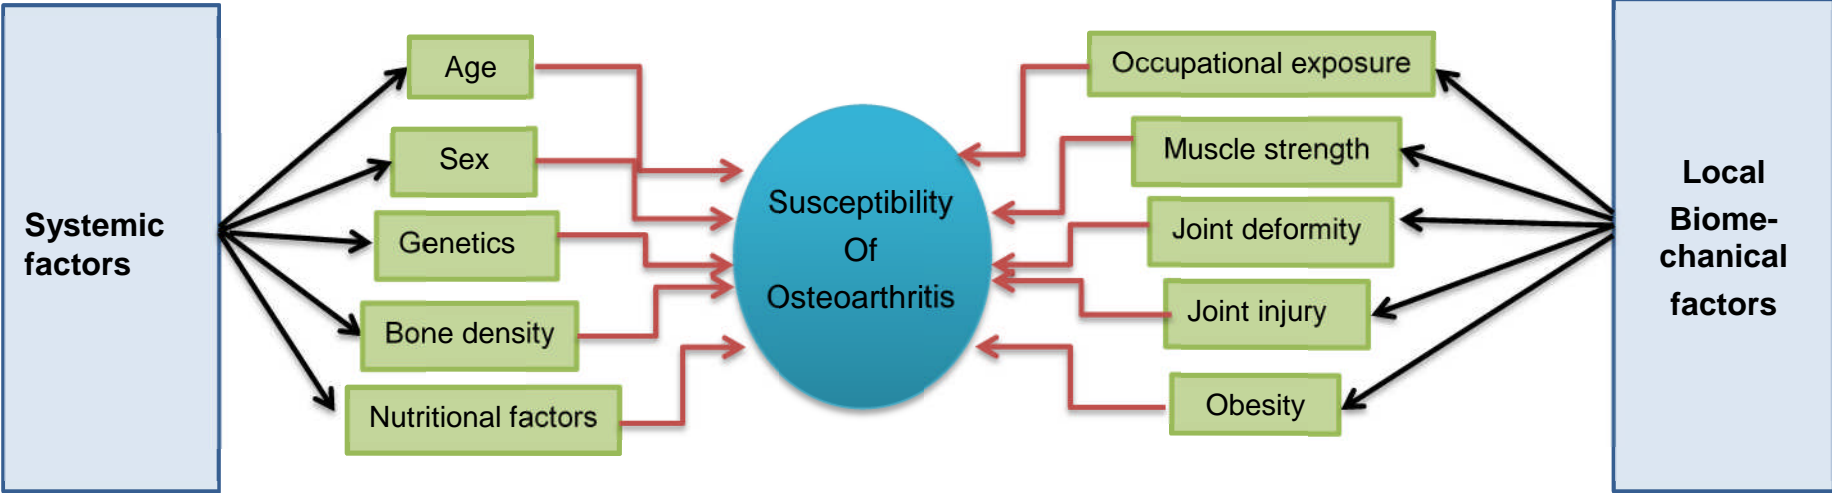 Systemic
factors
Age
Sex
Genetics
Bone density
Nutritional factors
Susceptibility
Of
Osteoarthritis
Occupational exposure
Muscle strength
Joint deformity
Joint injury
Obesity
Local
Biome-
chanical
factors